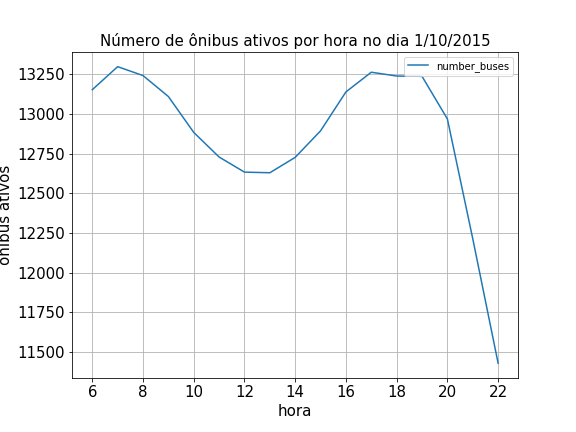 Número de ônibus ativos por hora no dia 1/10/2015
number_buses
ônibus ativos
13250
13000
12750
12500
12250
12000
11750
11500
6 8 10 12 14 16 18 20 22
hora